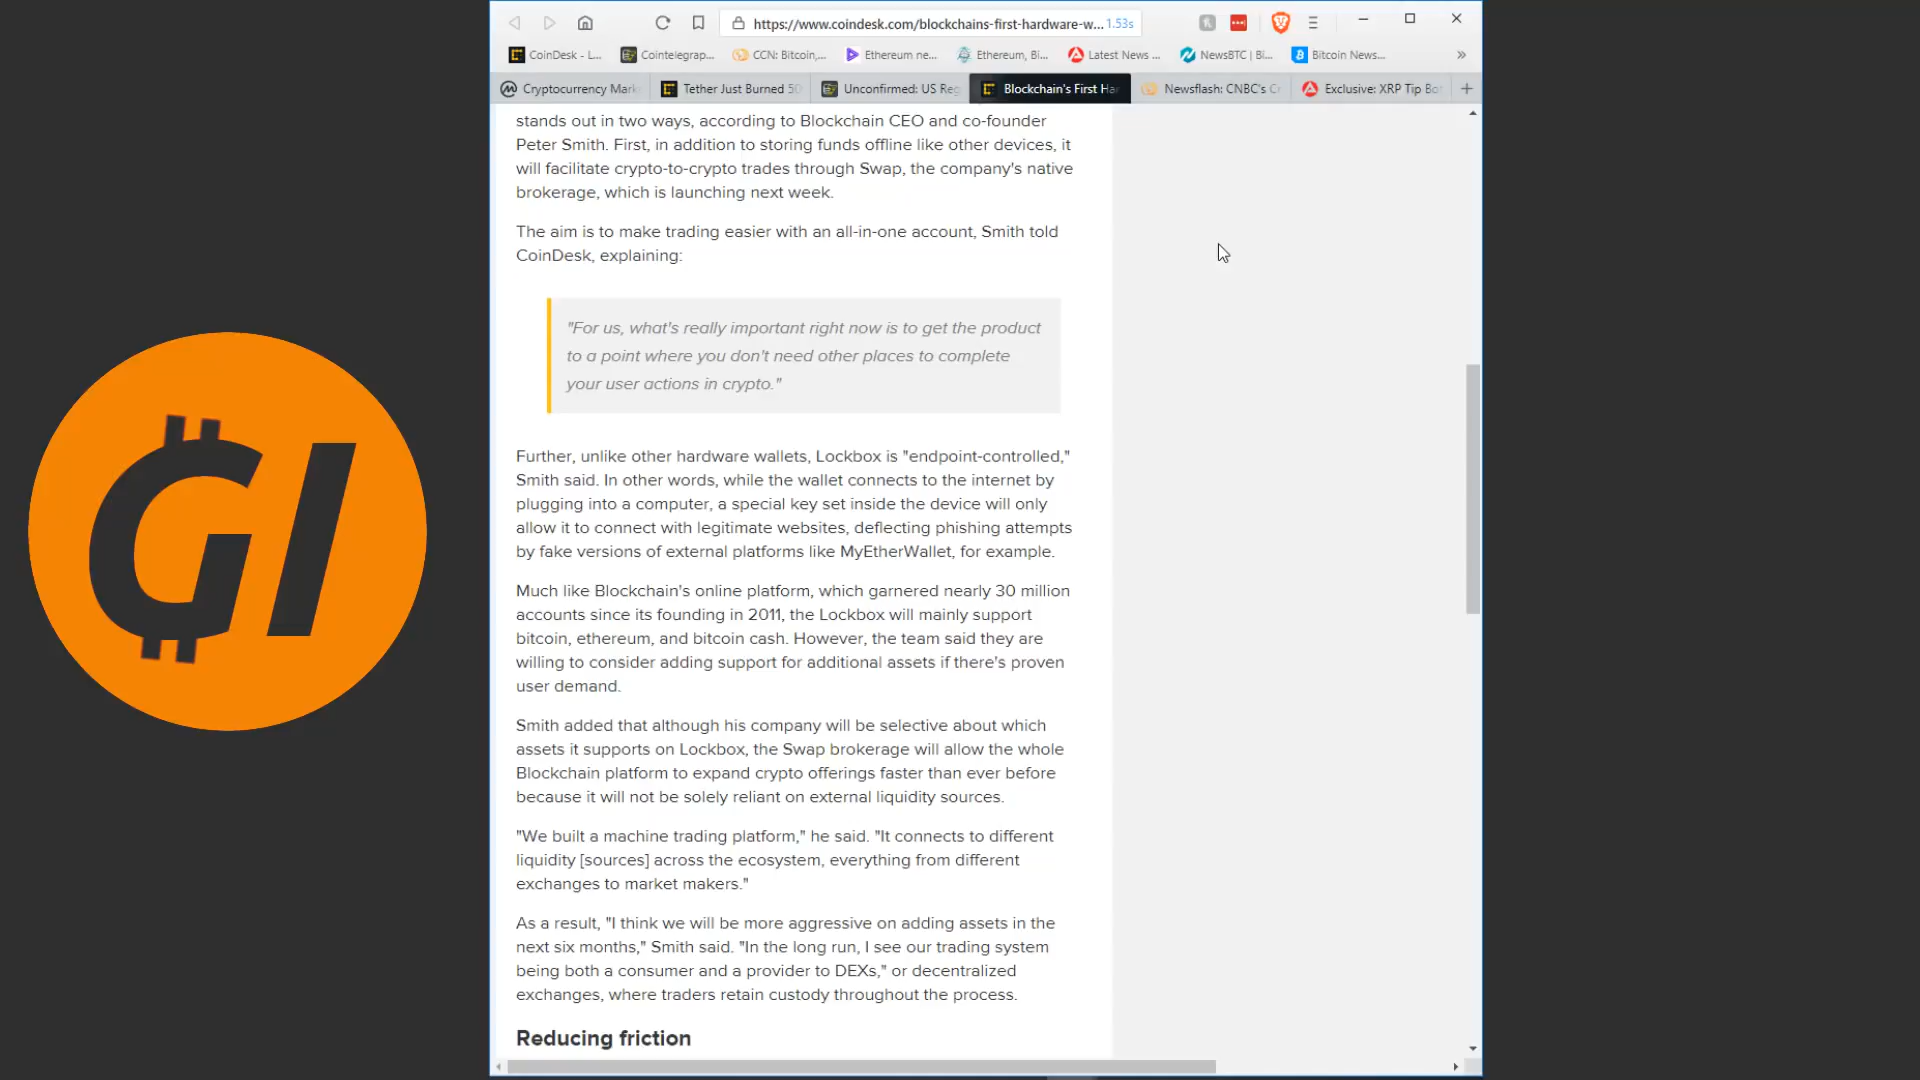 https://www.coindesk.com/blockchains-first-hardware-w... 1.53s
CoinDesk - L... Cointelegrap... CCN: Bitcoin,... Ethereum ne... Ethereum, Bi... Latest News ... NewsBTC | Bi... Bitcoin News... »
Cryptocurrency Mark Tether Just Burned 50 Unconfirmed: US Reg Blockchain's First Har Newsflash: CNBC's Cr Exclusive: XRP Tip Bo +
stands out in two ways, according to Blockchain CEO and co-founder
Peter Smith. First, in addition to storing funds offline like other devices, it
will facilitate crypto-to-crypto trades through Swap, the company's native
brokerage, which is launching next week.
The aim is to make trading easier with an all-in-one account, Smith told
CoinDesk, explaining:
"For us, what's really important right now is to get the product
to a point where you don't need other places to complete
your user actions in crypto."
Further, unlike other hardware wallets, Lockbox is "endpoint-controlled,"
Smith said. In other words, while the wallet connects to the internet by
plugging into a computer, a special key set inside the device will only
allow it to connect with legitimate websites, deflecting phishing attempts
by fake versions of external platforms like MyEtherWallet, for example.
Much like Blockchain's online platform, which garnered nearly 30 million
accounts since its founding in 2011, the Lockbox will mainly support
bitcoin, ethereum, and bitcoin cash. However, the team said they are
willing to consider adding support for additional assets if there's proven
user demand.
Smith added that although his company will be selective about which
assets it supports on Lockbox, the Swap brokerage will allow the whole
Blockchain platform to expand crypto offerings faster than ever before
because it will not be solely reliant on external liquidity sources.
"We built a machine trading platform," he said. "It connects to different
liquidity [sources] across the ecosystem, everything from different
exchanges to market makers."
As a result, "I think we will be more aggressive on adding assets in the
next six months," Smith said. "In the long run, I see our trading system
being both a consumer and a provider to DEXs," or decentralized
exchanges, where traders retain custody throughout the process.
Reducing friction
GI